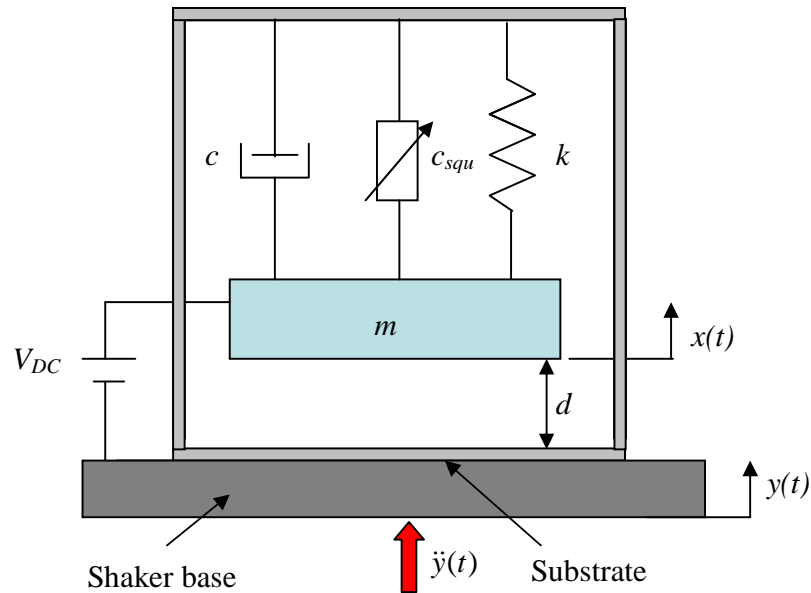 c
c_squ
k
m
x(t)
V_DC
d
y(t)
ÿ(t)
Shaker base
Substrate